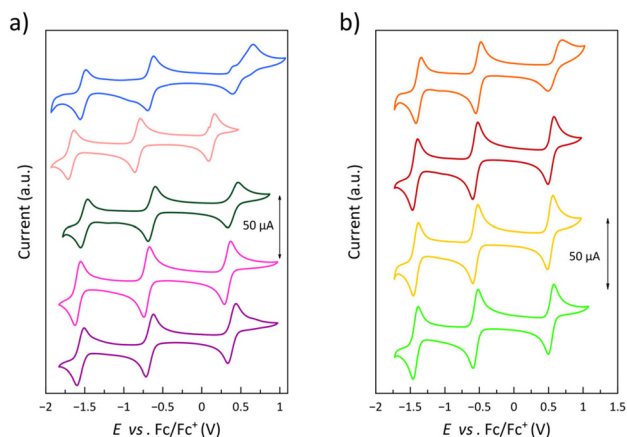 a)
b)
Current (a.u.)
50 µA
−2 −1.5 −1 −0.5 0 0.5 1
E vs. Fc/Fc⁺ (V)
Current (a.u.)
50 µA
−2 −1.5 −1 −0.5 0 0.5 1 1.5
E vs. Fc/Fc⁺ (V)